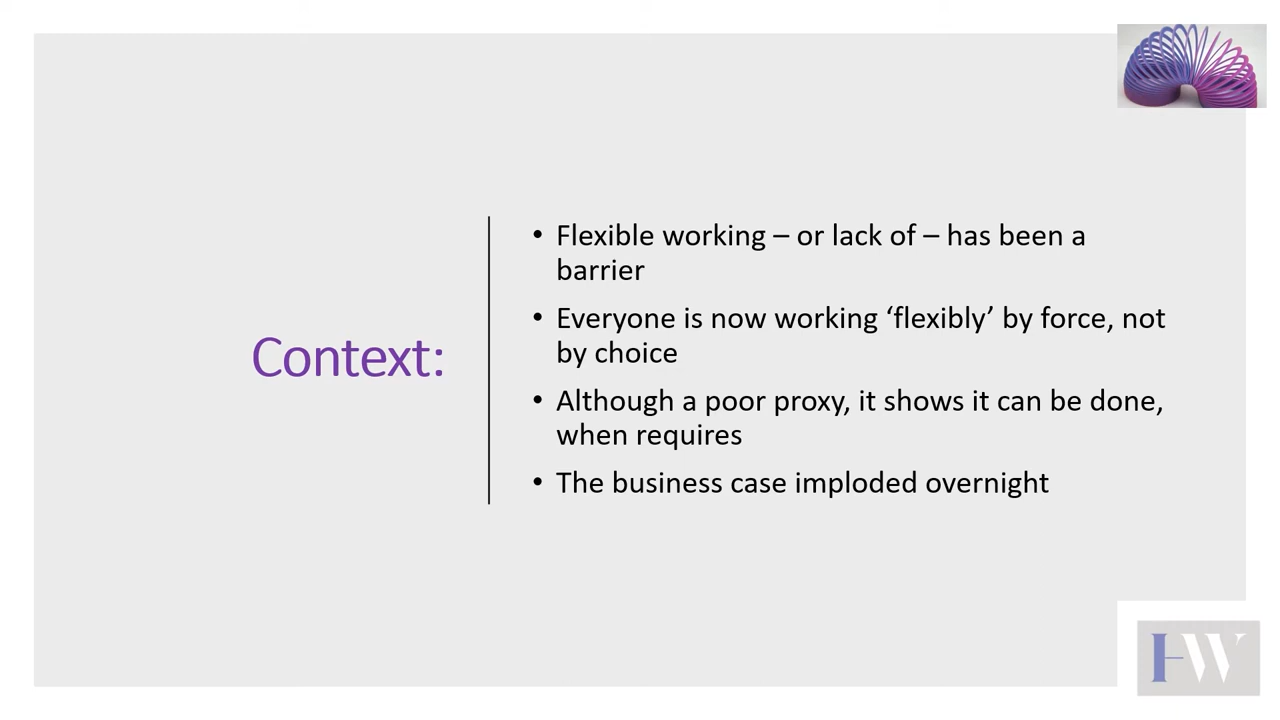 Context:
• Flexible working – or lack of – has been a
barrier
• Everyone is now working ‘flexibly’ by force, not
by choice
• Although a poor proxy, it shows it can be done,
when requires
• The business case imploded overnight
HW